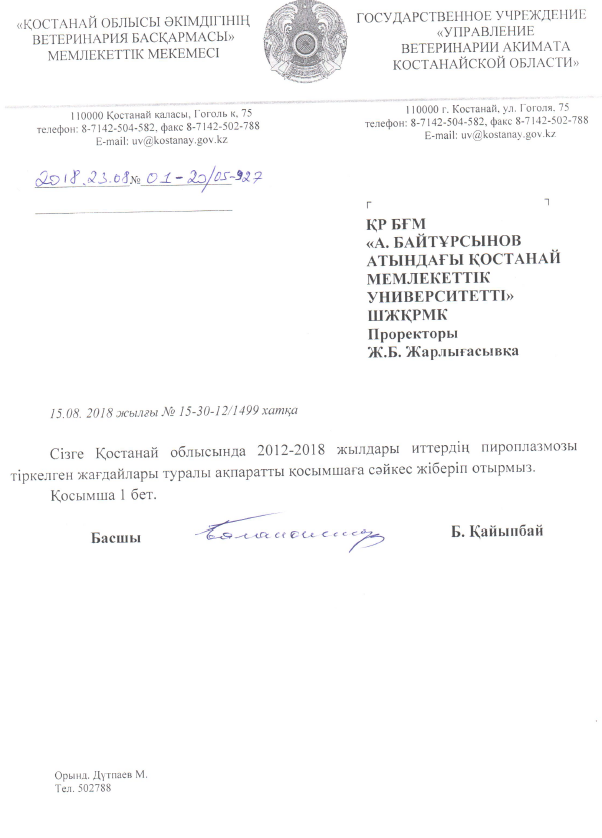 «ҚОСТАНАЙ ОБЛЫСЫ ӘКІМДІГІНІҢ
ВЕТЕРИНАРИЯ БАСҚАРМАСЫ»
МЕМЛЕКЕТТІК МЕКЕМЕСІ
ГОСУДАРСТВЕННОЕ УЧРЕЖДЕНИЕ
«УПРАВЛЕНИЕ
ВЕТЕРИНАРИИ АКИМАТА
КОСТАНАЙСКОЙ ОБЛАСТИ»
110000 Қостанай каласы, Гоголь к, 75
телефон: 8-7142-504-582, факс 8-7142-502-788
E-mail: uv@kostanay.gov.kz
110000 г. Костанай, ул. Гоголя. 75
телефон: 8-7142-504-582, факс 8-7142-502-788
E-mail: uv@kostanay.gov.kz
2018.23.08 № 01-20/05-927
ҚР БҒМ
«А. БАЙТҰРСЫНОВ
АТЫНДАҒЫ ҚОСТАНАЙ
МЕМЛЕКЕТТІК
УНИВЕРСИТЕТТІ»
ШЖҚРМК
Проректоры
Ж.Б. Жарлығасывқа
15.08. 2018 жылғы № 15-30-12/1499 хатқа
Сізге Қостанай облысында 2012-2018 жылдары иттердің пироплазмозы
тіркелген жағдайлары туралы ақпаратты қосымшаға сәйкес жіберіп отырмыз.
Қосымша 1 бет.
Басшы
Б. Қайыпбай
Орынд. Дутпаев М.
Тел. 502788